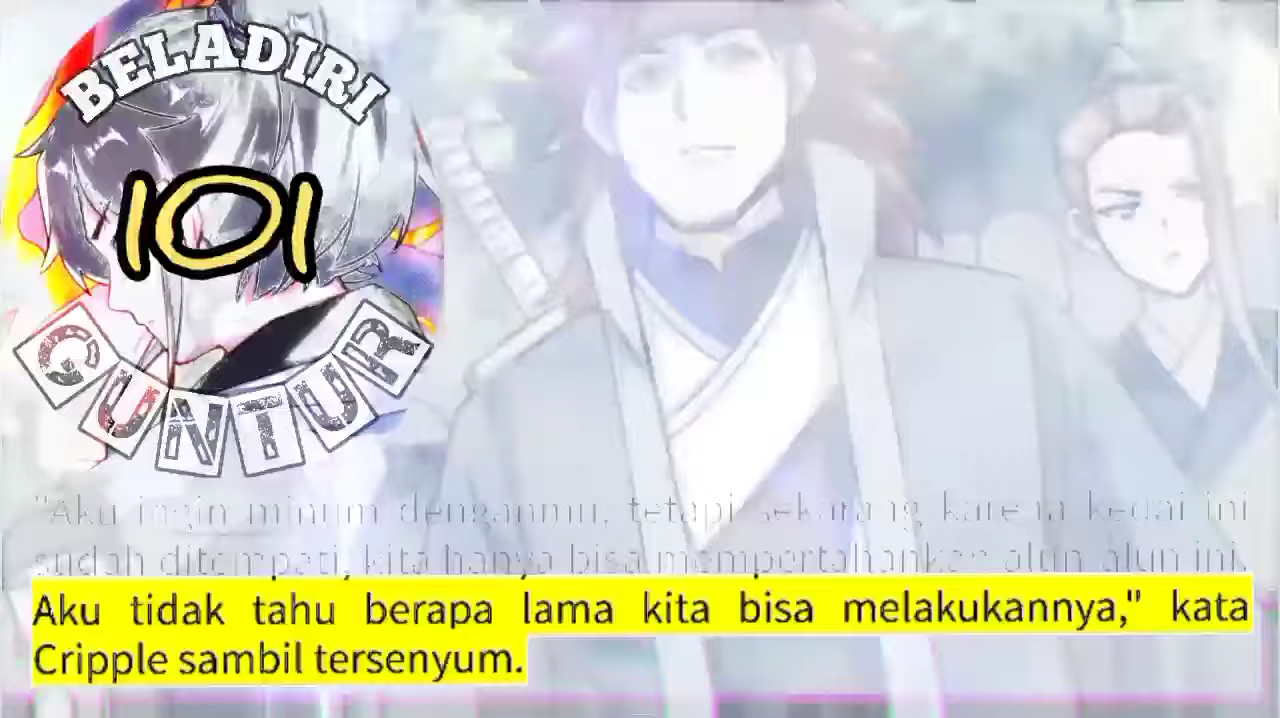 BELADIRI
101
GUNTUR
"Aku ingin minum denganmu, tetapi sekarang karena kedai ini
sudah ditempati, kita hanya bisa mempertahankan alun-alun ini.
Aku tidak tahu berapa lama kita bisa melakukannya," kata
Cripple sambil tersenyum.